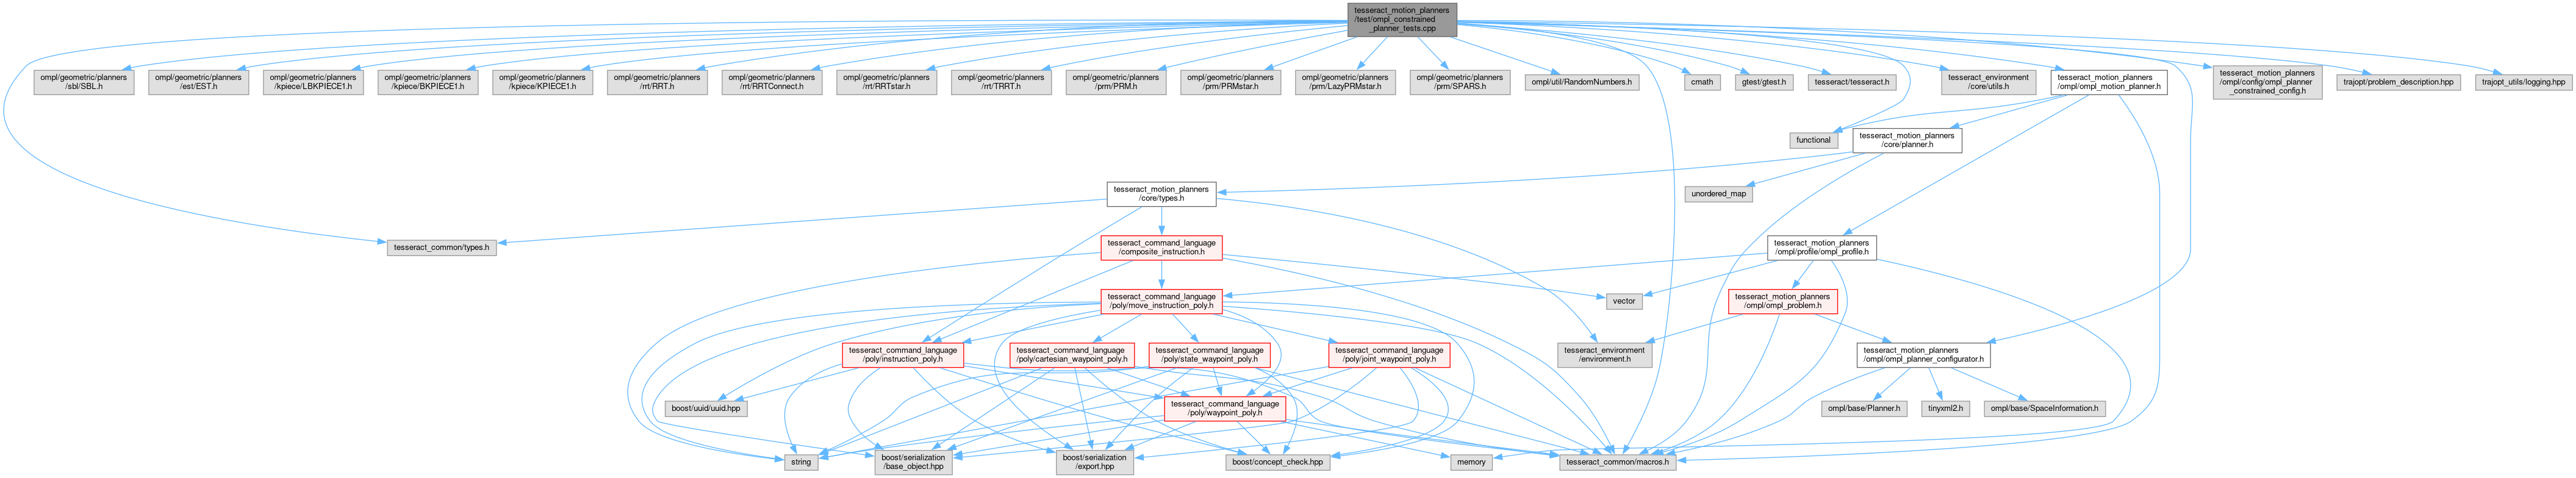 tesseract_motion_planners
/test/ompl_constrained
_planner_tests.cpp
ompl/geometric/planners
/sbl/SBL.h
ompl/geometric/planners
/est/EST.h
ompl/geometric/planners
/kpiece/LBKPIECE1.h
ompl/geometric/planners
/kpiece/BKPIECE1.h
ompl/geometric/planners
/kpiece/KPIECE1.h
ompl/geometric/planners
/rrt/RRT.h
ompl/geometric/planners
/rrt/RRTConnect.h
ompl/geometric/planners
/rrt/RRTstar.h
ompl/geometric/planners
/rrt/TRRT.h
ompl/geometric/planners
/prm/PRM.h
ompl/geometric/planners
/prm/PRMstar.h
ompl/geometric/planners
/prm/LazyPRMstar.h
ompl/geometric/planners
/prm/SPARS.h
ompl/util/RandomNumbers.h
cmath
gtest/gtest.h
tesseract/tesseract.h
tesseract_environment
/core/utils.h
tesseract_motion_planners
/ompl/ompl_motion_planner.h
tesseract_motion_planners
/ompl/config/ompl_planner
_constrained_config.h
trajopt/problem_description.hpp
trajopt_utils/logging.hpp
functional
tesseract_motion_planners
/core/planner.h
unordered_map
tesseract_motion_planners
/core/types.h
tesseract_common/types.h
tesseract_command_language
/composite_instruction.h
tesseract_motion_planners
/ompl/profile/ompl_profile.h
tesseract_command_language
/poly/move_instruction_poly.h
vector
tesseract_motion_planners
/ompl/ompl_problem.h
tesseract_command_language
/poly/instruction_poly.h
tesseract_command_language
/poly/cartesian_waypoint_poly.h
tesseract_command_language
/poly/state_waypoint_poly.h
tesseract_command_language
/poly/joint_waypoint_poly.h
tesseract_environment
/environment.h
tesseract_motion_planners
/ompl/ompl_planner_configurator.h
boost/uuid/uuid.hpp
tesseract_command_language
/poly/waypoint_poly.h
ompl/base/Planner.h
tinyxml2.h
ompl/base/SpaceInformation.h
string
boost/serialization
/base_object.hpp
boost/serialization
/export.hpp
boost/concept_check.hpp
memory
tesseract_common/macros.h